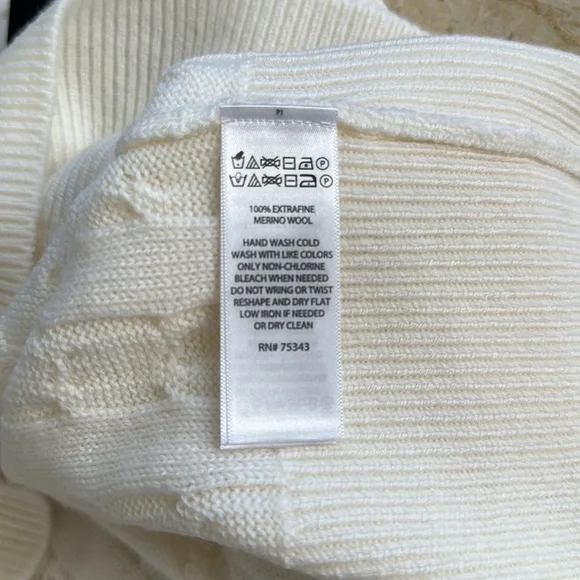 100% EXTRAFINE
MERINO WOOL
HAND WASH COLD
WASH WITH LIKE COLORS
ONLY NON-CHLORINE
BLEACH WHEN NEEDED
DO NOT WRING OR TWIST
RESHAPE AND DRY FLAT
LOW IRON IF NEEDED
OR DRY CLEAN
RN# 75343